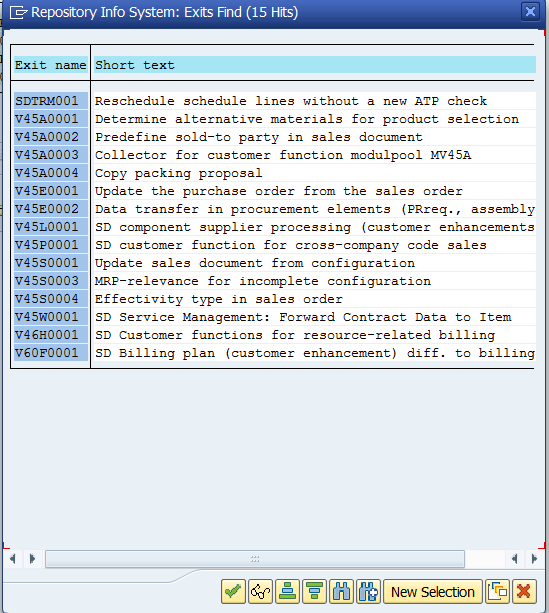 Repository Info System: Exits Find (15 Hits)
Exit name Short text
SDTRM001 Reschedule schedule lines without a new ATP check
V45A0001 Determine alternative materials for product selection
V45A0002 Predefine sold-to party in sales document
V45A0003 Collector for customer function modulpool MV45A
V45A0004 Copy packing proposal
V45E0001 Update the purchase order from the sales order
V45E0002 Data transfer in procurement elements (PRreq., assembly
V45L0001 SD component supplier processing (customer enhancements
V45P0001 SD customer function for cross-company code sales
V45S0001 Update sales document from configuration
V45S0003 MRP-relevance for incomplete configuration
V45S0004 Effectivity type in sales order
V45W0001 SD Service Management: Forward Contract Data to Item
V46H0001 SD Customer functions for resource-related billing
V60F0001 SD Billing plan (customer enhancement) diff. to billing
New Selection